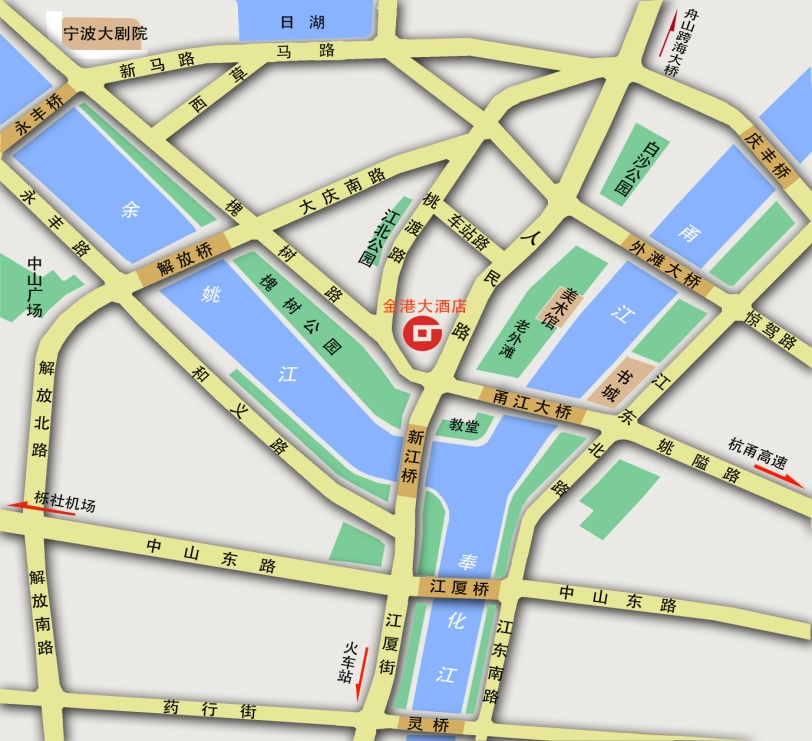 日湖
宁波大剧院
新马路
马路
西草
舟山跨海大桥
永丰桥
庆丰桥
白沙公园
余
槐
大庆南路
桃
江北公园
渡
车站路
人
永丰路
甬
外滩大桥
解放桥
树
路
路
民
中山广场
姚
槐树公园
金港大酒店
美术馆
江
惊驾路
路
老外滩
江
书城
江
解放北路
和义路
甬江大桥
东
教堂
新江桥
北
姚隘路
杭甬高速
路
栎社机场
中山东路
奉
江厦桥
中山东路
解放南路
化
江厦街
江东南路
火车站
江
药行街
灵桥